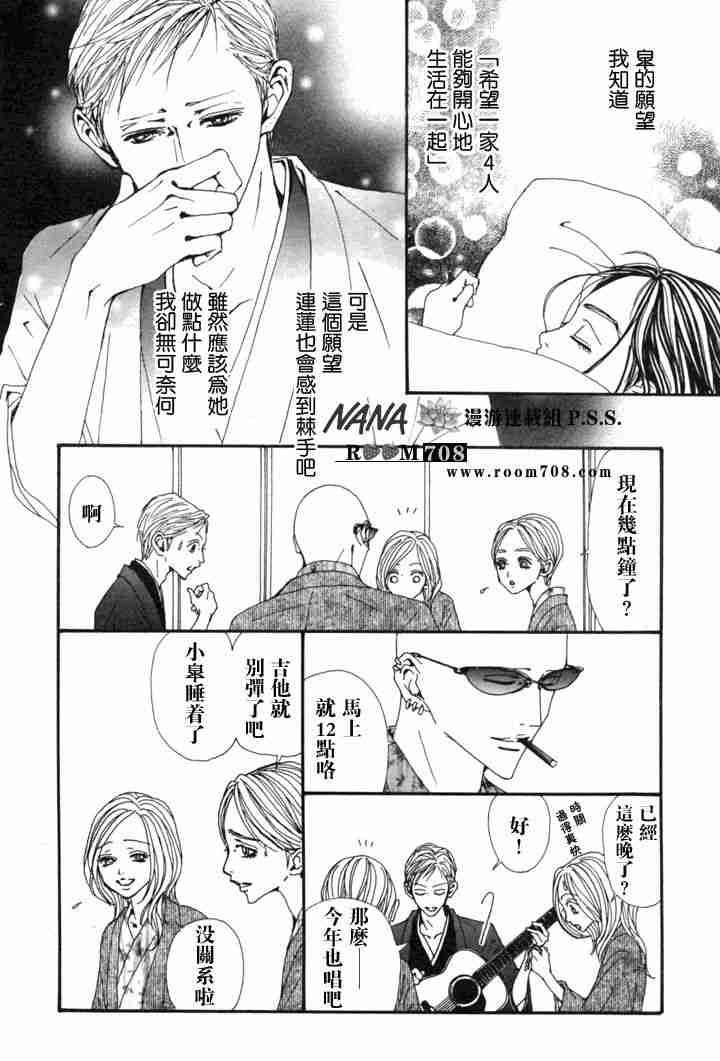 皐的願望
我知道
「希望一家4人
能夠開心地
生活在一起」
可是
這個願望
連蓮也會感到棘手吧
雖然應該為她
做點什麼
我卻無可奈何
NANA
漫游連載組 P.S.S.
ROOM708
www.room708.com
現在幾點鐘了?
啊
馬上
就12點咯
吉他就
別彈了吧
小皐睡着了
没關系啦
已經
這麽晚了?
時間
過得真快
好!
那麽——
今年也唱吧